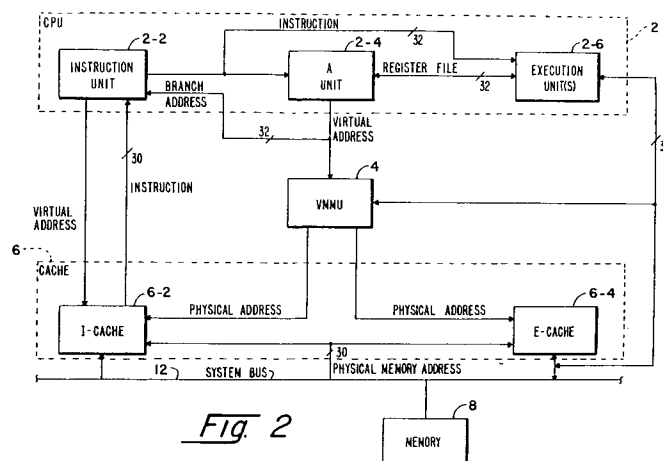 CPU
INSTRUCTION
32
2
2-2
2-4
2-6
INSTRUCTION
UNIT
A
UNIT
REGISTER FILE
32
EXECUTION
UNIT(S)
BRANCH
ADDRESS
32
VIRTUAL
ADDRESS
30
INSTRUCTION
4
VMMU
VIRTUAL
ADDRESS
6
CACHE
6-2
6-4
I-CACHE
PHYSICAL ADDRESS
PHYSICAL ADDRESS
E-CACHE
30
12
SYSTEM BUS
PHYSICAL MEMORY ADDRESS
Fig. 2
8
MEMORY